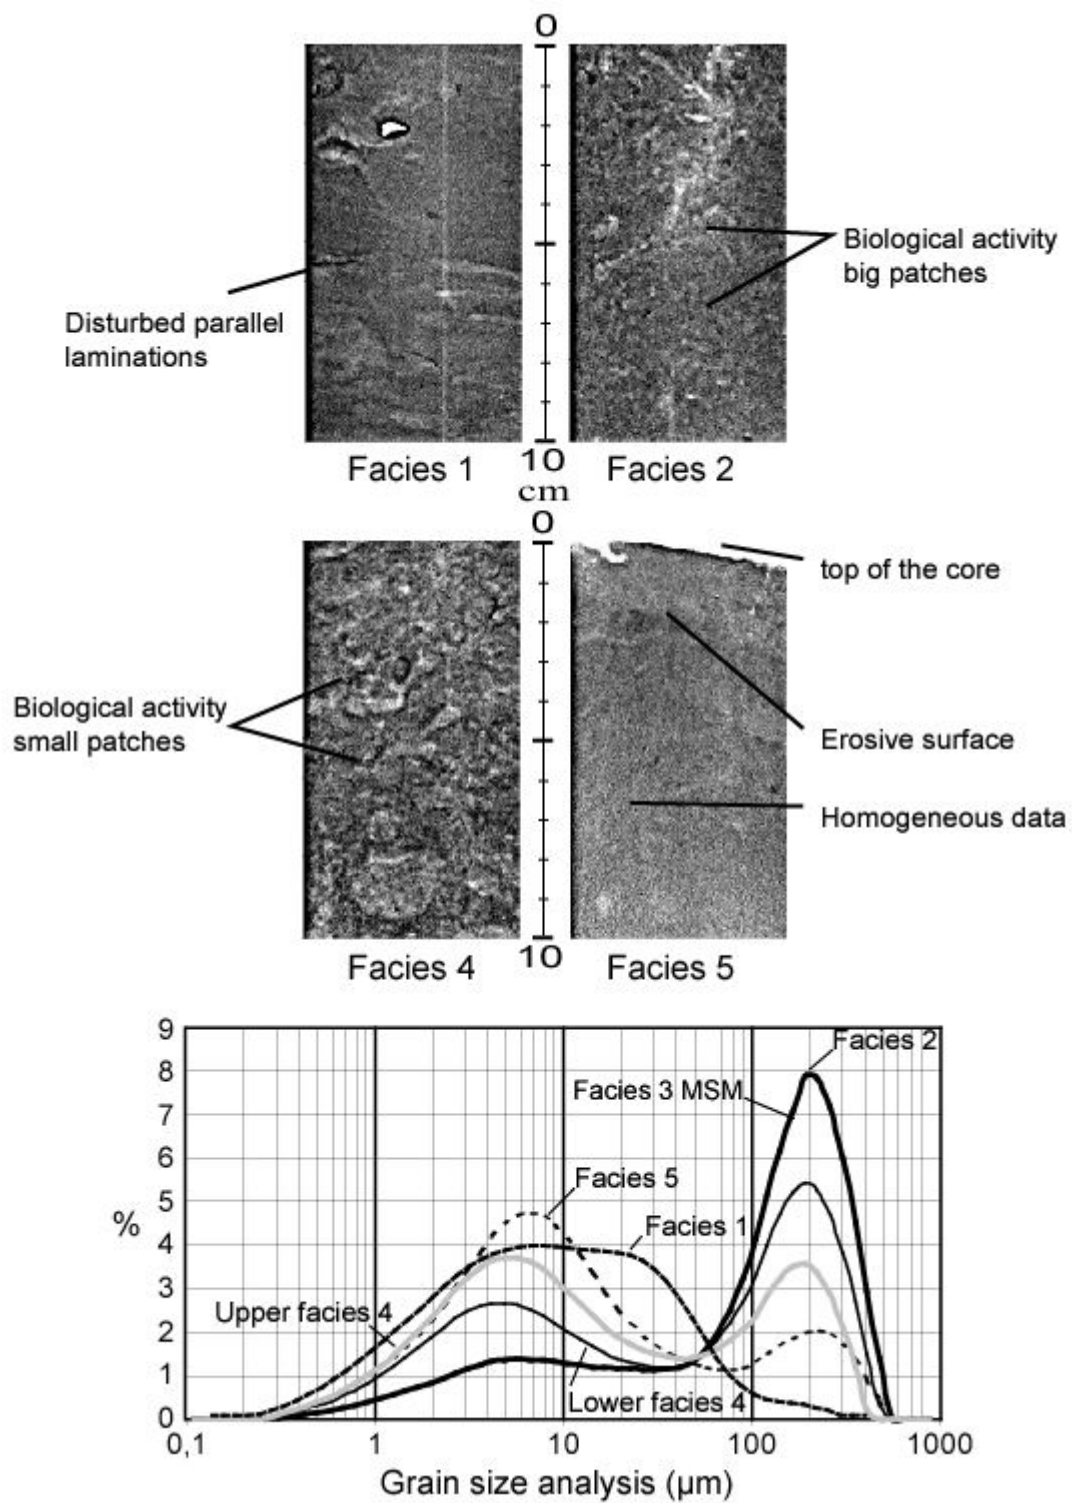 0
Disturbed parallel
laminations
Biological activity
big patches
Facies 1
10
cm
Facies 2
0
top of the core
Biological activity
small patches
Erosive surface
Homogeneous data
Facies 4
10
Facies 5
9
8
7
6
5
4
3
2
1
0
%
Facies 2
Facies 3 MSM
Facies 5
Facies 1
Upper facies 4
Lower facies 4
0,1
1
10
100
1000
Grain size analysis (µm)